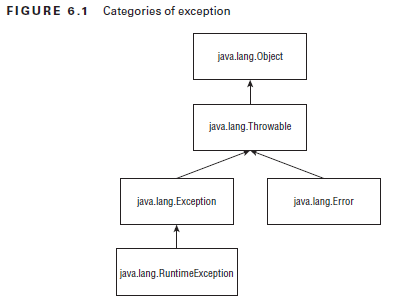 FIGURE 6.1 Categories of exception
java.lang.Object
java.lang.Throwable
java.lang.Exception
java.lang.Error
java.lang.RuntimeException